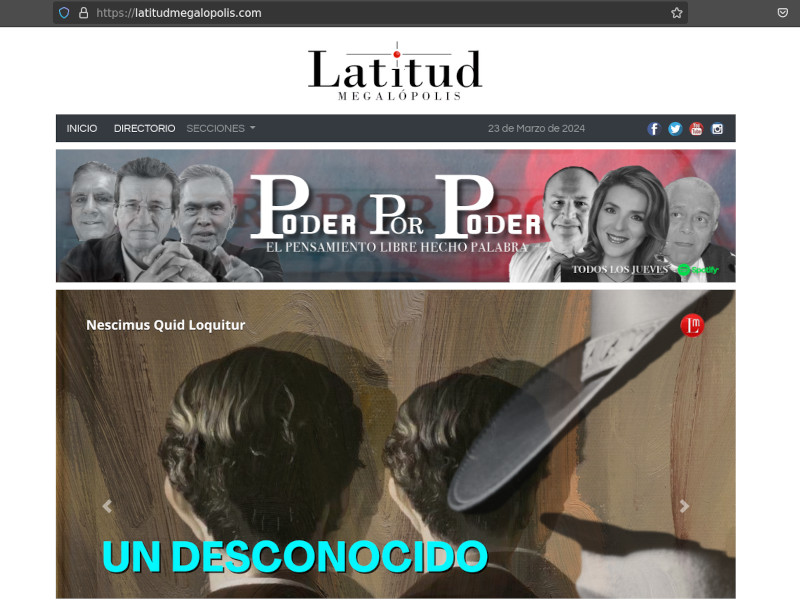 https://latitudmegalopolis.com
Latitud
MEGALÓPOLIS
INICIO DIRECTORIO SECCIONES 23 de Marzo de 2024
PODER POR PODER
EL PENSAMIENTO LIBRE HECHO PALABRA
TODOS LOS JUEVES Spotify
Nescimus Quid Loquitur
Lm
UN DESCONOCIDO